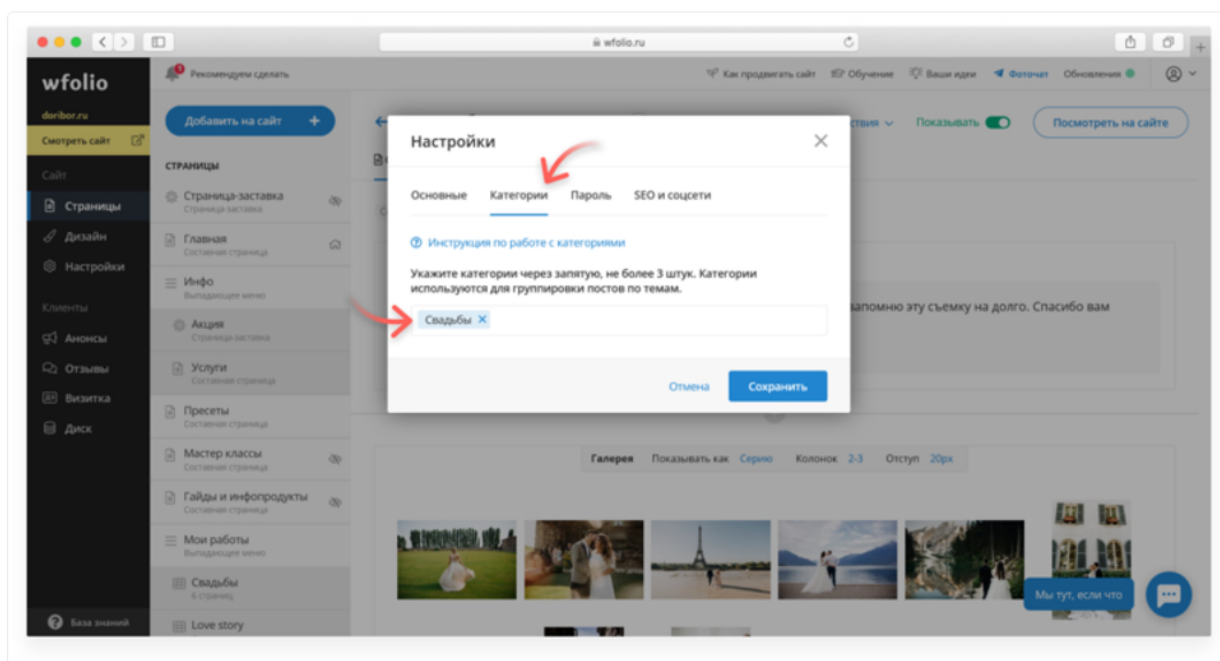 wfolio.ru
wfolio
Рекомендуем сделать
Как продвигать сайт
Обучение
Ваши идеи
Фоточат
Обновления
doribor.ru
Смотреть сайт
Добавить на сайт +
Показывать
Посмотреть на сайте
Сайт
Страницы
Дизайн
Настройки
Клиенты
Анонсы
Отзывы
Визитка
Диск
База знаний
СТРАНИЦЫ
Страница-заставка
Страница-заставка
Главная
Составная страница
Инфо
Выпадающее меню
Акция
Страница-заставка
Услуги
Составная страница
Пресеты
Составная страница
Мастер классы
Составная страница
Гайды и инфопродукты
Составная страница
Мои работы
Выпадающее меню
Свадьбы
6 страниц
Love story
Настройки
Основные Категории Пароль SEO и соцсети
Инструкция по работе с категориями
Укажите категории через запятую, не более 3 штук. Категории
используются для группировки постов по темам.
Свадьбы ×
Отмена Сохранить
запомню эту съемку на долго. Спасибо вам
Галерея Показывать как Серию Колонок 2-3 Отступ 20px
Мы тут, если что